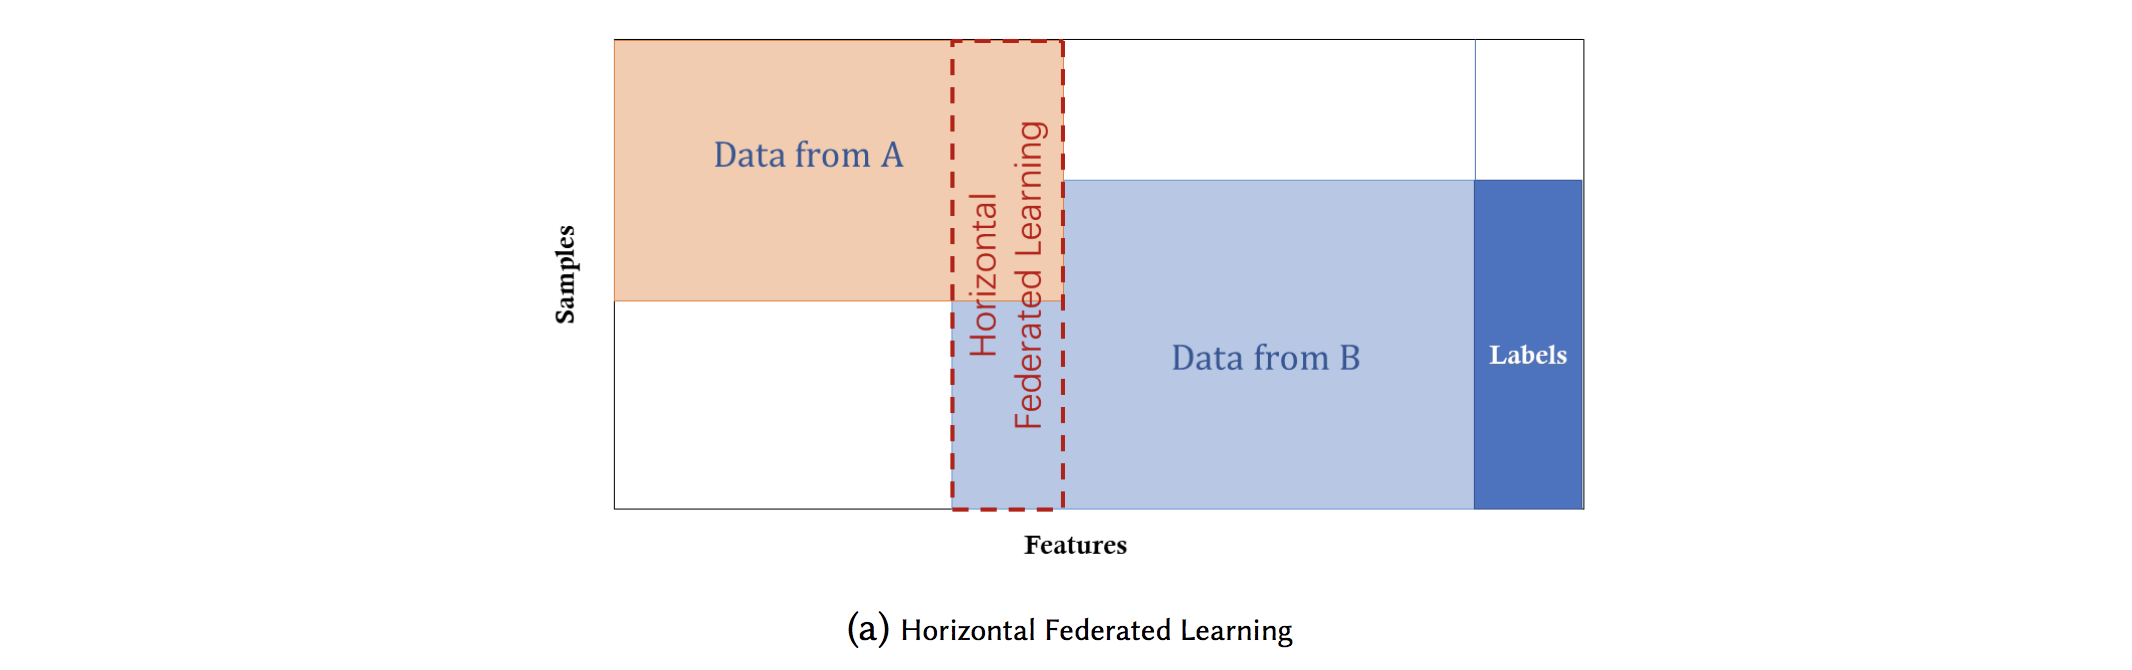 Data from A
Horizontal
Federated Learning
Data from B
Labels
Samples
Features
(a) Horizontal Federated Learning